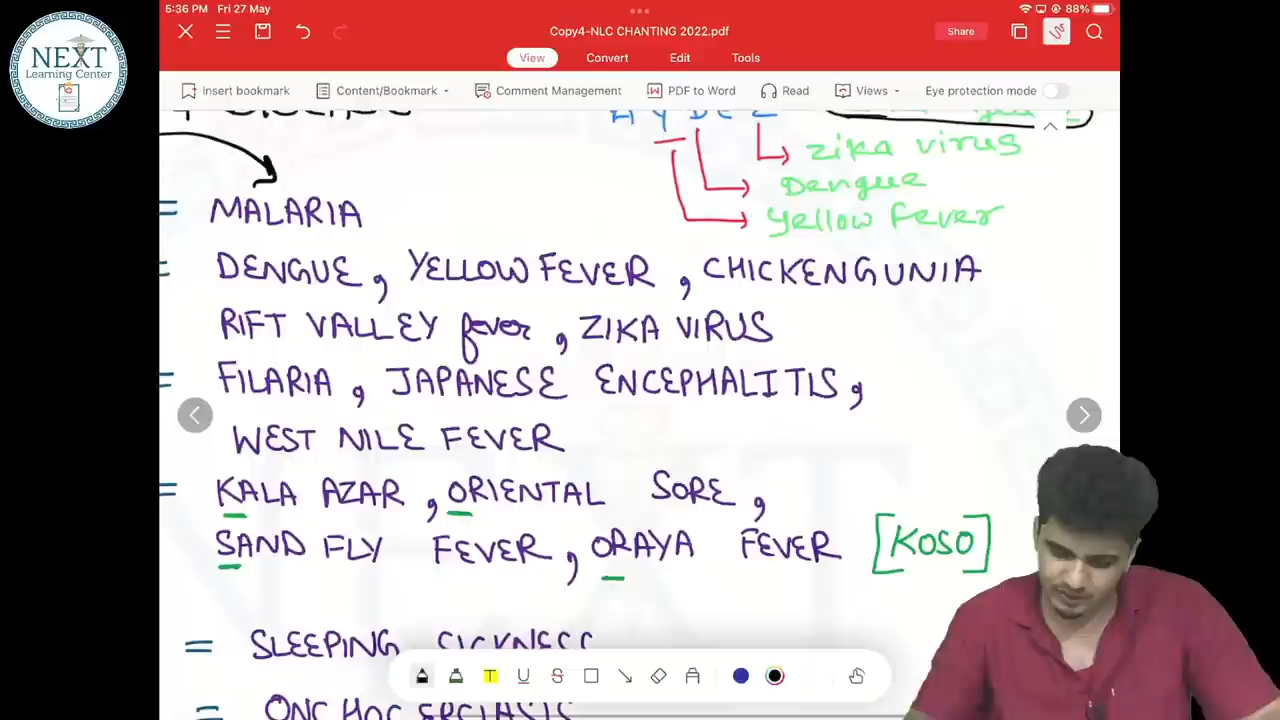 5:36 PM Fri 27 May
88%
Copy4-NLC CHANTING 2022.pdf
Share
View Convert Edit Tools
Insert bookmark Content/Bookmark Comment Management PDF to Word Read Views Eye protection mode
NEXT
Learning Center
Zika virus
Dengue
Yellow Fever
= MALARIA
= DENGUE, YELLOW FEVER, CHICKENGUNIA
RIFT VALLEY fever, ZIKA VIRUS
= FILARIA, JAPANESE ENCEPHALITIS,
WEST NILE FEVER
= KALA AZAR, ORIENTAL SORE,
SAND FLY FEVER, ORAYA FEVER [KOSO]
= SLEEPING SICKNESS
= ONCHOCERCIASIS